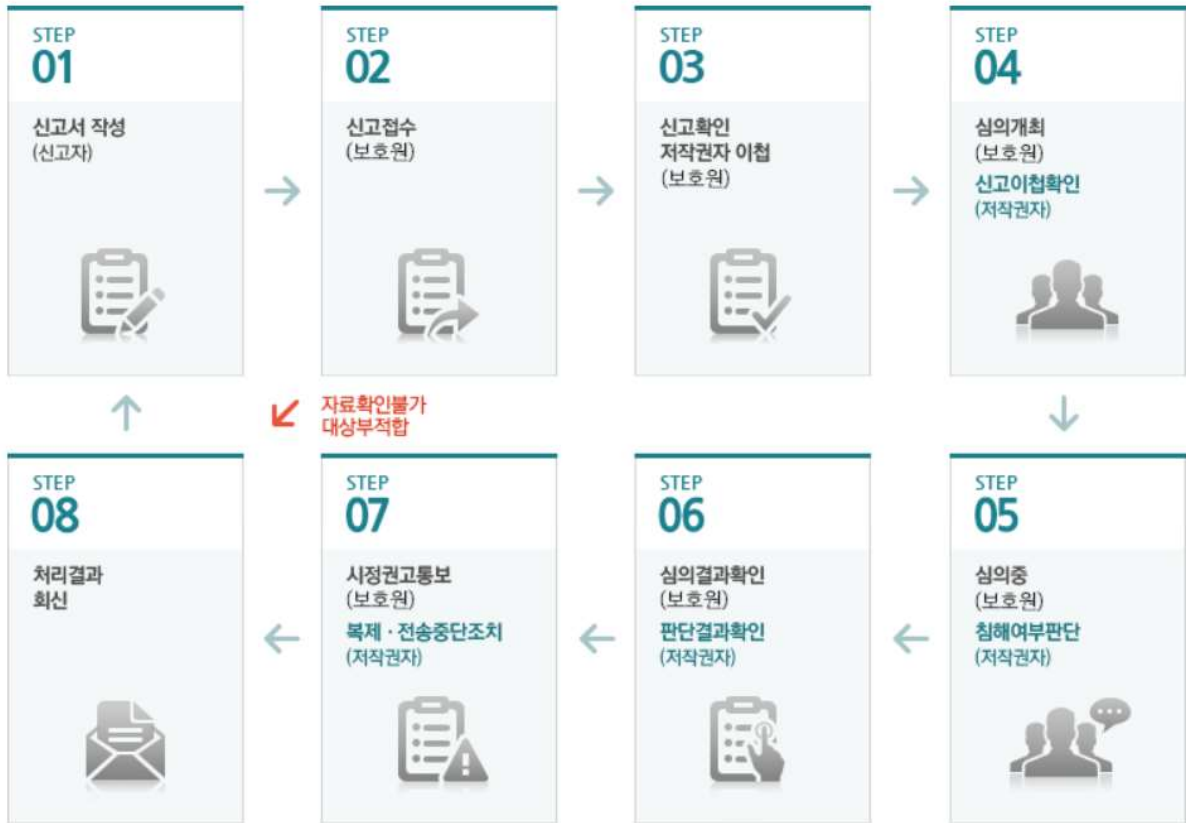 STEP
01
신고서 작성
(신고자)
STEP
02
신고접수
(보호원)
STEP
03
신고확인
저작권자 이첩
(보호원)
STEP
04
심의개최
(보호원)
신고이첩확인
(저작권자)
자료확인불가
대상부적합
STEP
08
처리결과
회신
STEP
07
시정권고통보
(보호원)
복제 · 전송중단조치
(저작권자)
STEP
06
심의결과확인
(보호원)
판단결과확인
(저작권자)
STEP
05
심의중
(보호원)
침해여부판단
(저작권자)